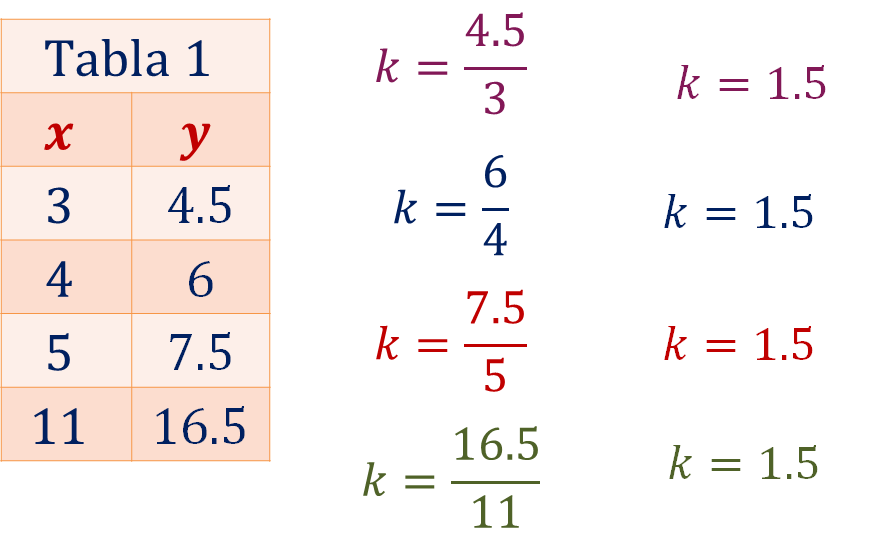 Tabla 1
x y
3 4.5
4 6
5 7.5
11 16.5
k = 4.5/3 k = 1.5
k = 6/4 k = 1.5
k = 7.5/5 k = 1.5
k = 16.5/11 k = 1.5